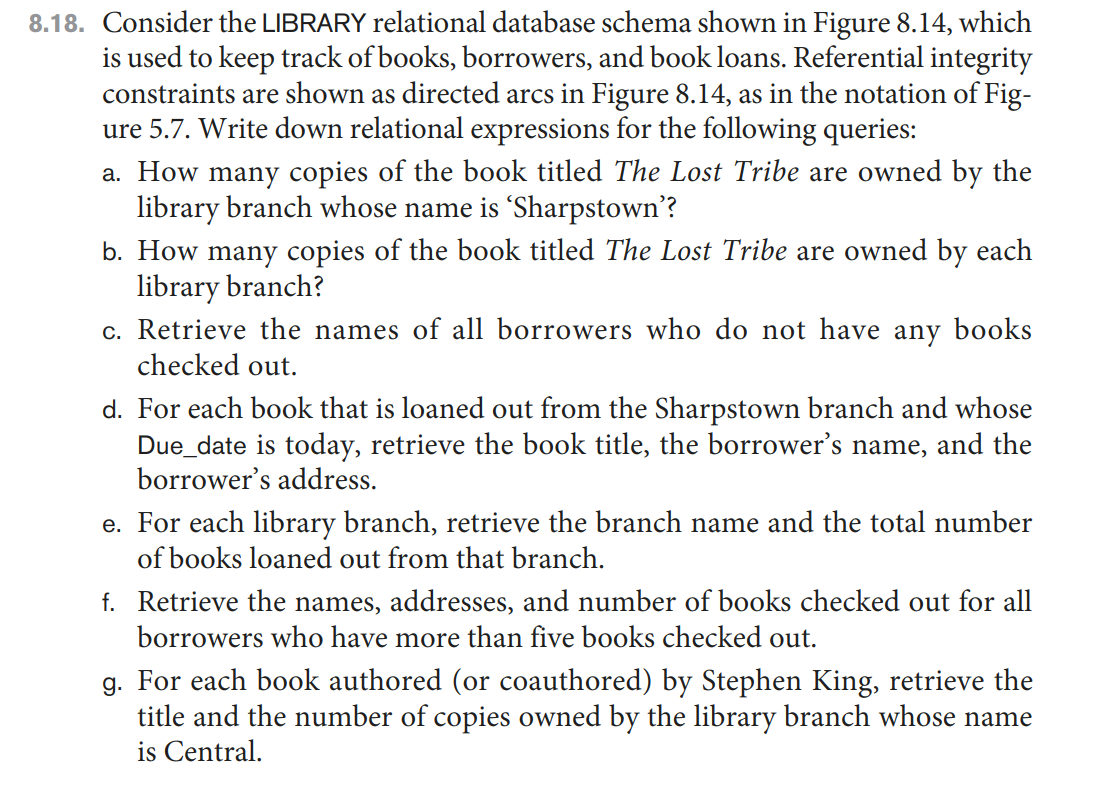 8.18. Consider the LIBRARY relational database schema shown in Figure 8.14, which
is used to keep track of books, borrowers, and book loans. Referential integrity
constraints are shown as directed arcs in Figure 8.14, as in the notation of Fig-
ure 5.7. Write down relational expressions for the following queries:
a. How many copies of the book titled The Lost Tribe are owned by the
library branch whose name is ‘Sharpstown’?
b. How many copies of the book titled The Lost Tribe are owned by each
library branch?
c. Retrieve the names of all borrowers who do not have any books
checked out.
d. For each book that is loaned out from the Sharpstown branch and whose
Due_date is today, retrieve the book title, the borrower’s name, and the
borrower’s address.
e. For each library branch, retrieve the branch name and the total number
of books loaned out from that branch.
f. Retrieve the names, addresses, and number of books checked out for all
borrowers who have more than five books checked out.
g. For each book authored (or coauthored) by Stephen King, retrieve the
title and the number of copies owned by the library branch whose name
is Central.